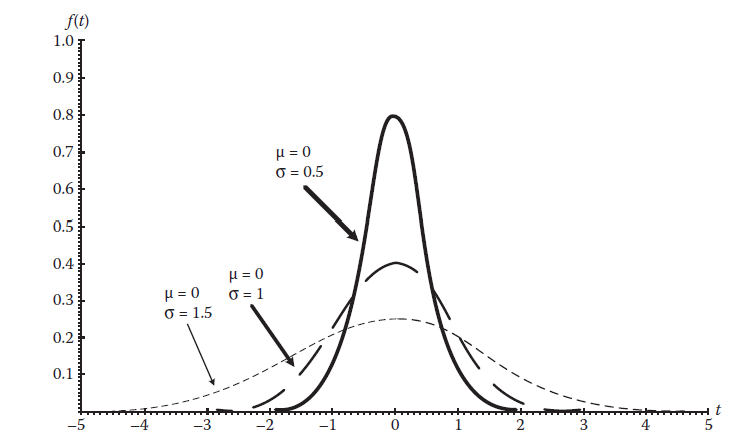 f(t)
1.0
0.9
0.8
0.7
0.6
0.5
0.4
0.3
0.2
0.1
μ = 0
σ = 0.5
μ = 0
σ = 1
μ = 0
σ = 1.5
–5 –4 –3 –2 –1 0 1 2 3 4 5
t